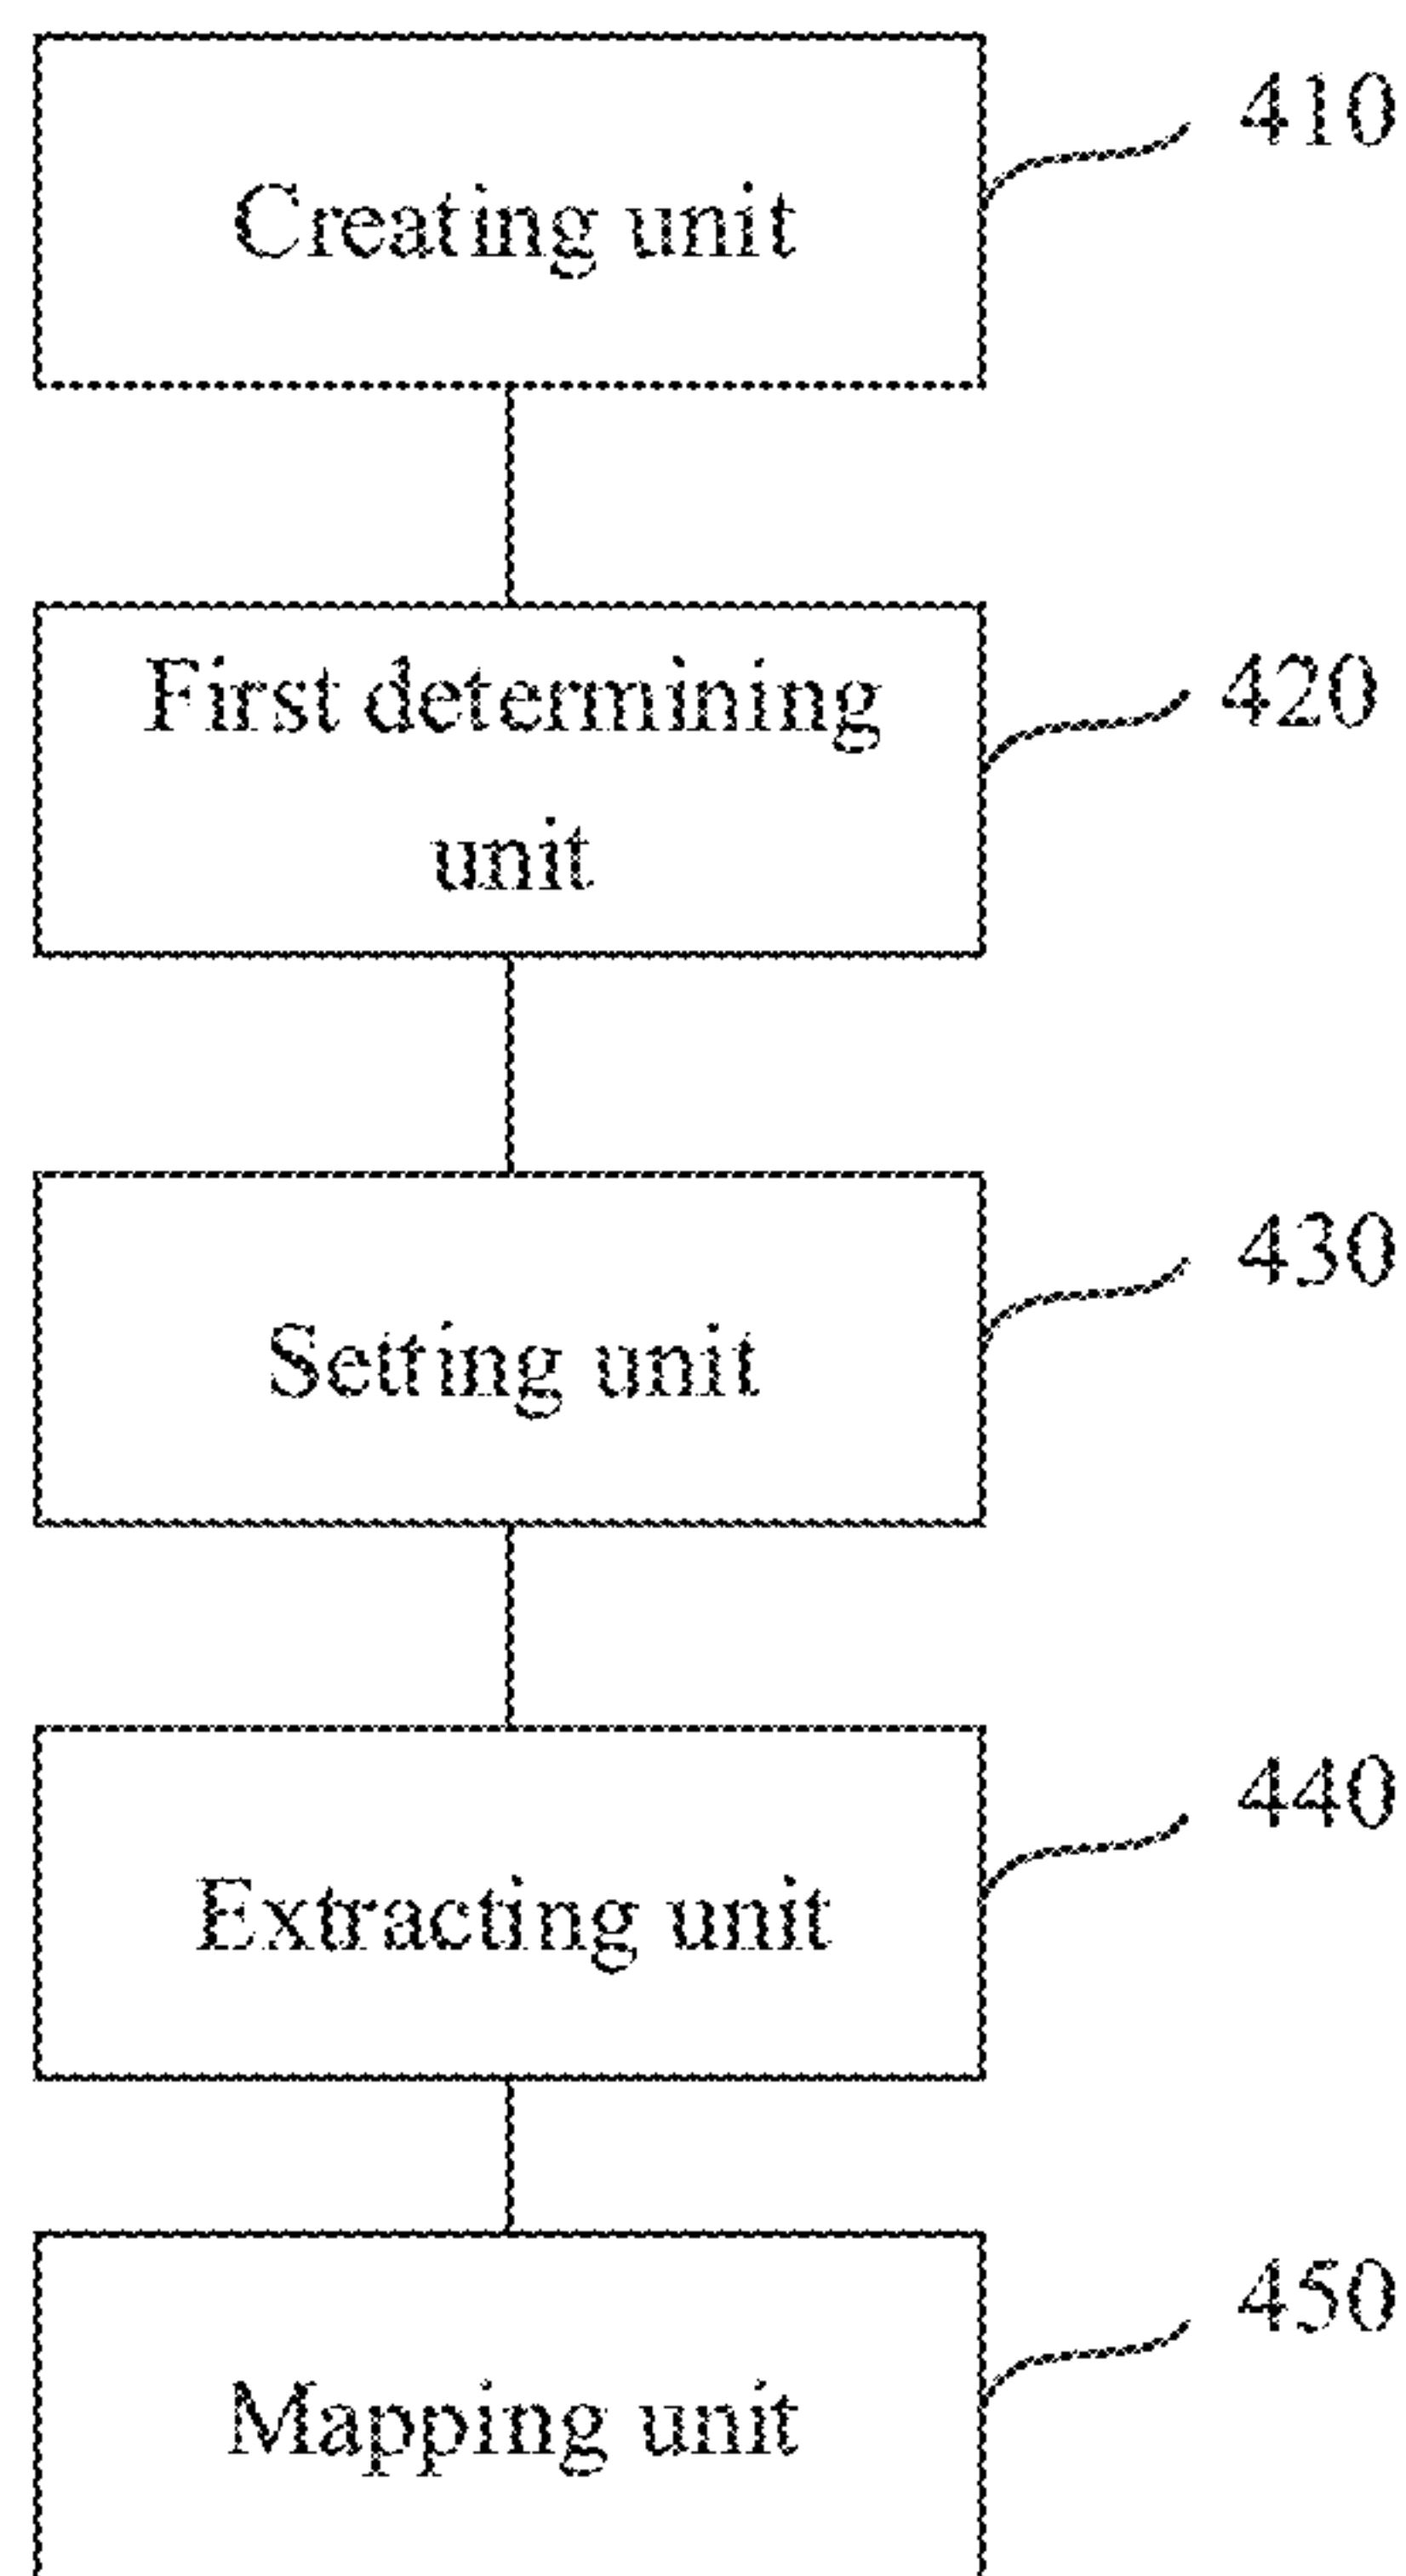 410
Creating unit
420
First determining
unit
430
Setting unit
440
Extracting unit
450
Mapping unit